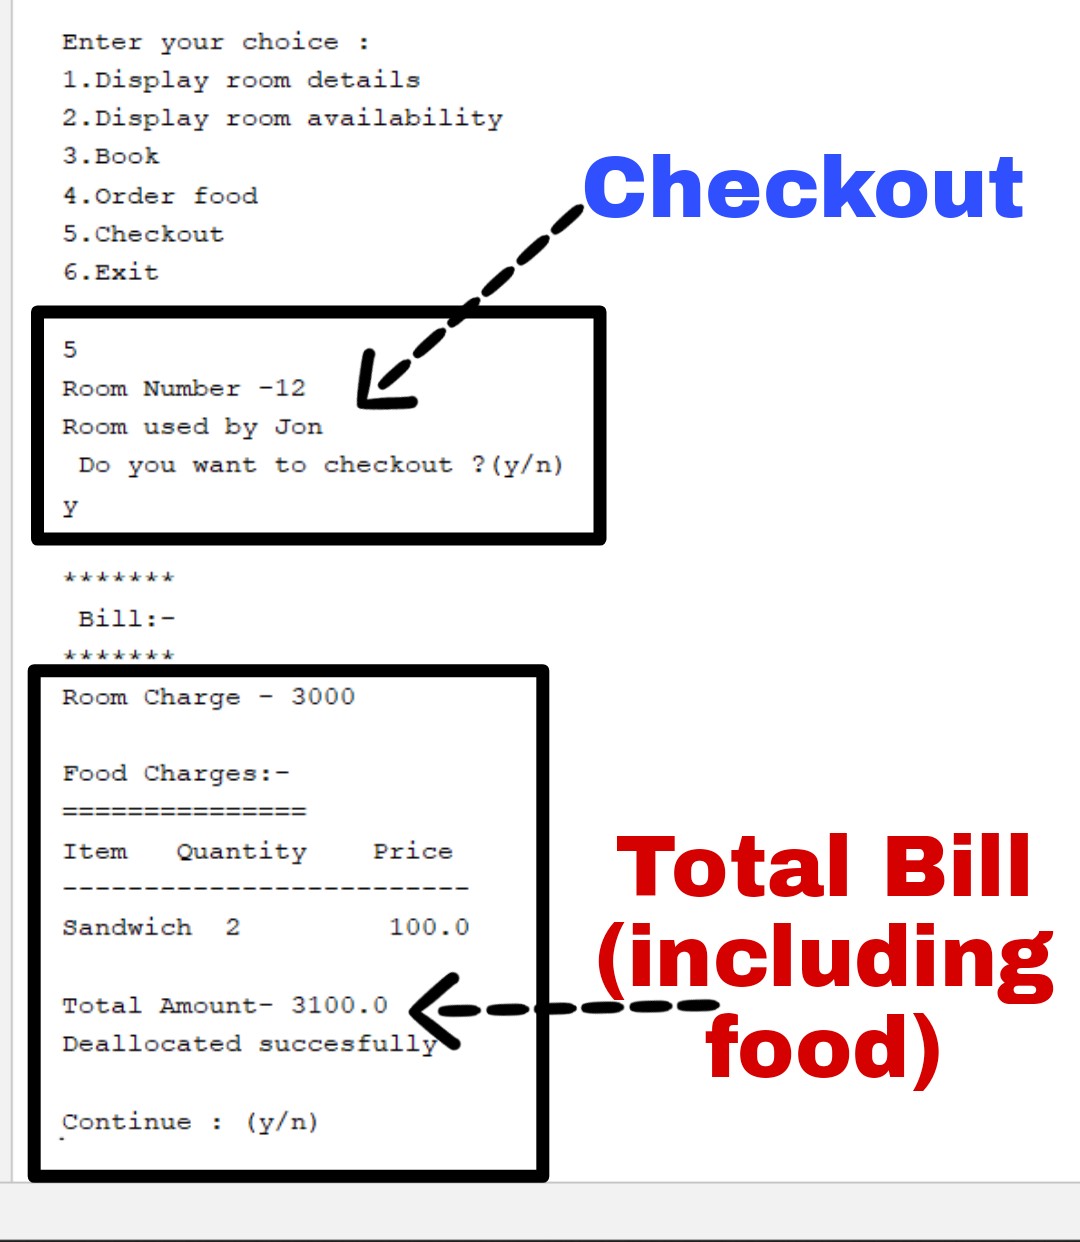 Enter your choice :
1.Display room details
2.Display room availability
3.Book
4.Order food
5.Checkout
6.Exit
Checkout
5
Room Number -12
Room used by Jon
Do you want to checkout ?(y/n)
y
*******
Bill:-
*******
Room Charge - 3000
Food Charges:-
===============
Item Quantity Price
-------------------------
Sandwich 2 100.0
Total Amount- 3100.0
Deallocated succesfully
Continue : (y/n)
Total Bill
(including
food)